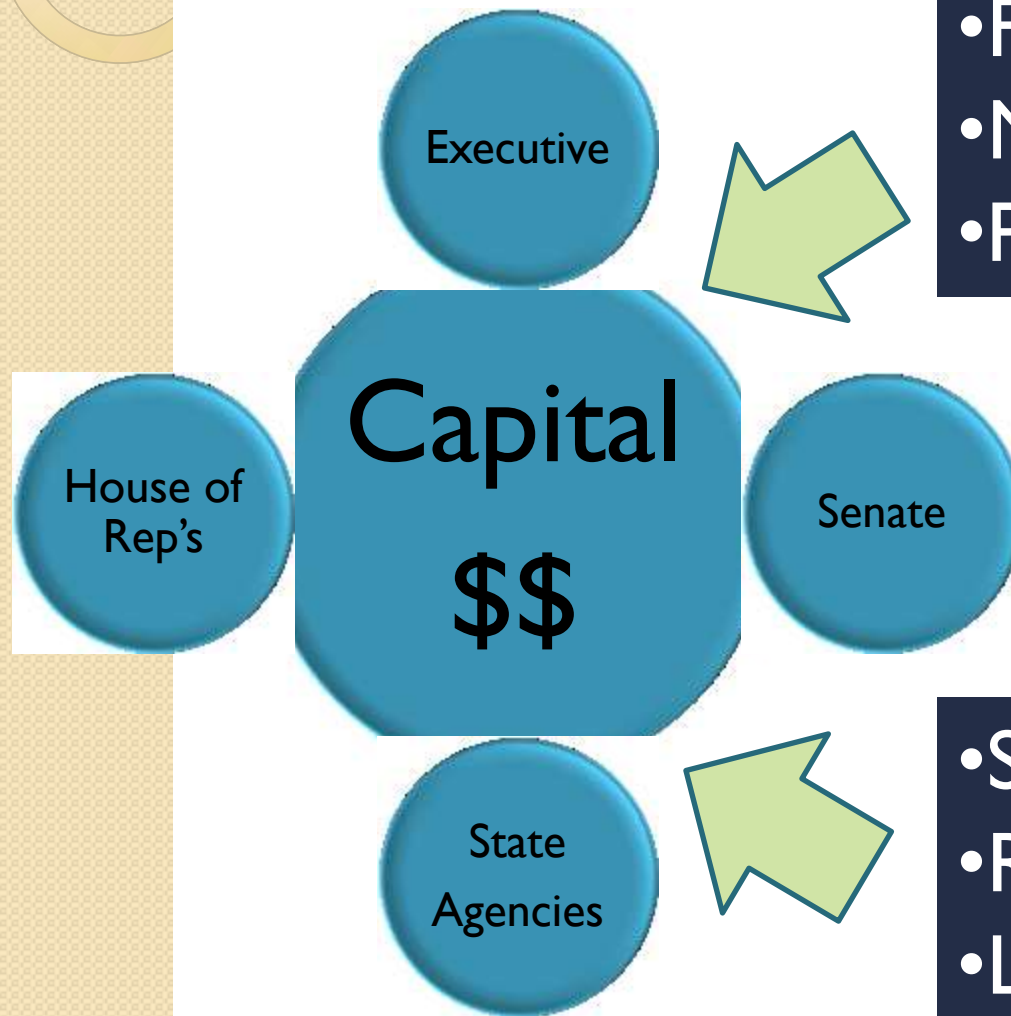 Executive
Capital
$$
House of
Rep's
Senate
State
Agencies